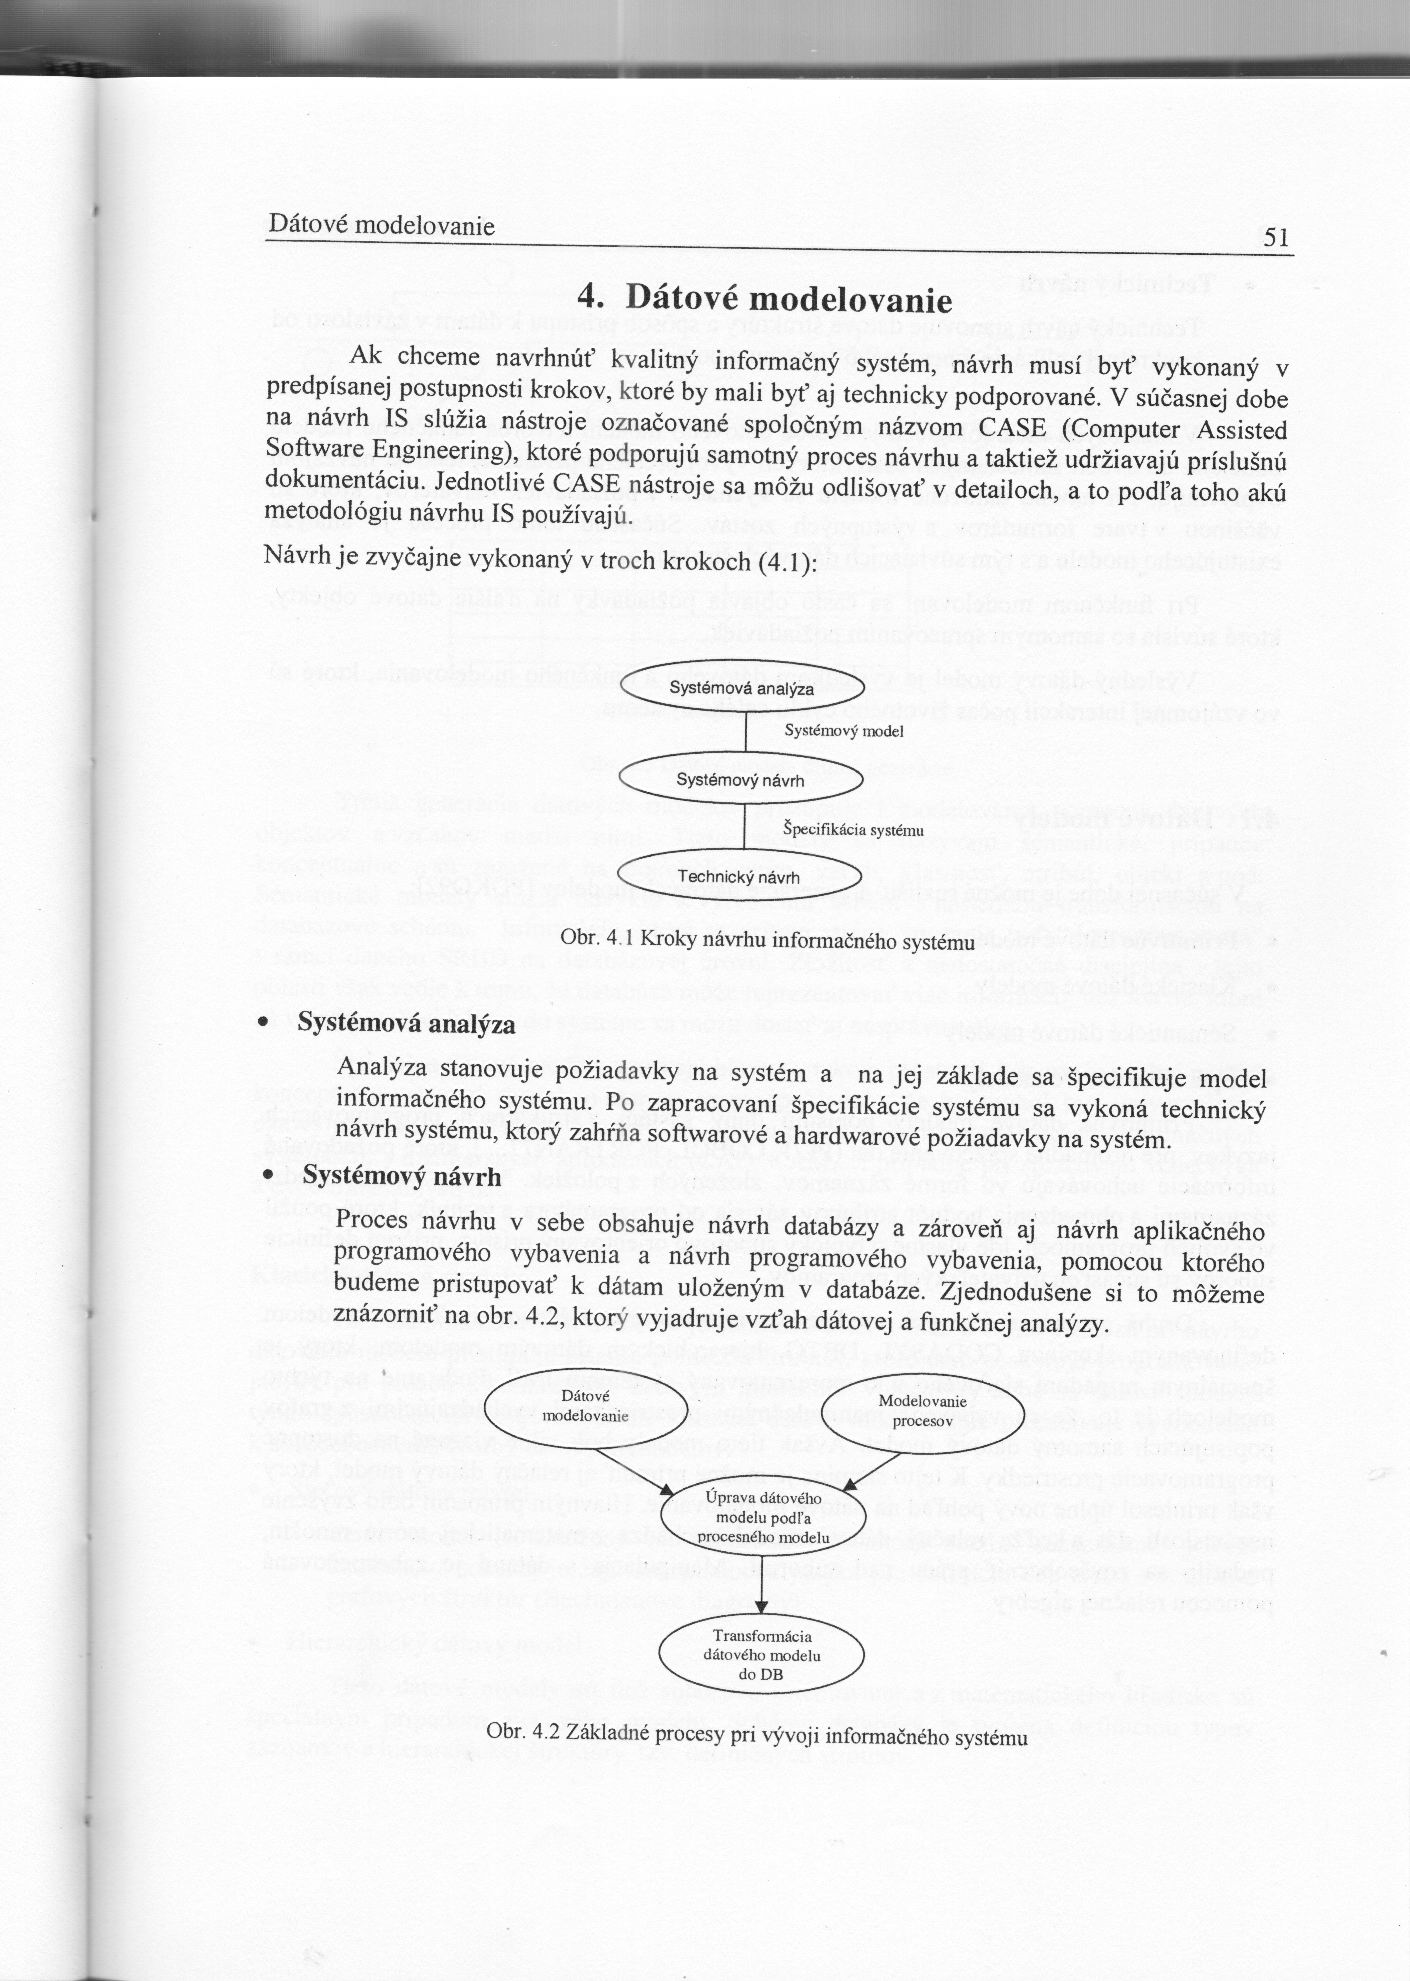 Dátové modelovanie
51
4. Dátové modelovanie
Ak chceme navrhnúť kvalitný informačný systém, návrh musí byť vykonaný v
predpísanej postupnosti krokov, ktoré by mali byť aj technicky podporované. V súčasnej dobe
na návrh IS slúžia nástroje označované spoločným názvom CASE (Computer Assisted
Software Engineering), ktoré podporujú samotný proces návrhu a taktiež udržiavajú príslušnú
dokumentáciu. Jednotlivé CASE nástroje sa môžu odlišovať v detailoch, a to podľa toho akú
metodológiu návrhu IS používajú.
Návrh je zvyčajne vykonaný v troch krokoch (4.1):
Systémová analýza
Systémový model
Systémový návrh
Špecifikácia systému
Technický návrh
Obr. 4.1 Kroky návrhu informačného systému
• Systémová analýza
Analýza stanovuje požiadavky na systém a na jej základe sa špecifikuje model
informačného systému. Po zapracovaní špecifikácie systému sa vykoná technický
návrh systému, ktorý zahŕňa softwarové a hardwarové požiadavky na systém.
• Systémový návrh
Proces návrhu v sebe obsahuje návrh databázy a zároveň aj návrh aplikačného
programového vybavenia a návrh programového vybavenia, pomocou ktorého
budeme pristupovať k dátam uloženým v databáze. Zjednodušene si to môžeme
znázorniť na obr. 4.2, ktorý vyjadruje vzťah dátovej a funkčnej analýzy.
Dátové
modelovanie
Modelovanie
procesov
Úprava dátového
modelu podľa
procesného modelu
Transformácia
dátového modelu
do DB
Obr. 4.2 Základné procesy pri vývoji informačného systému